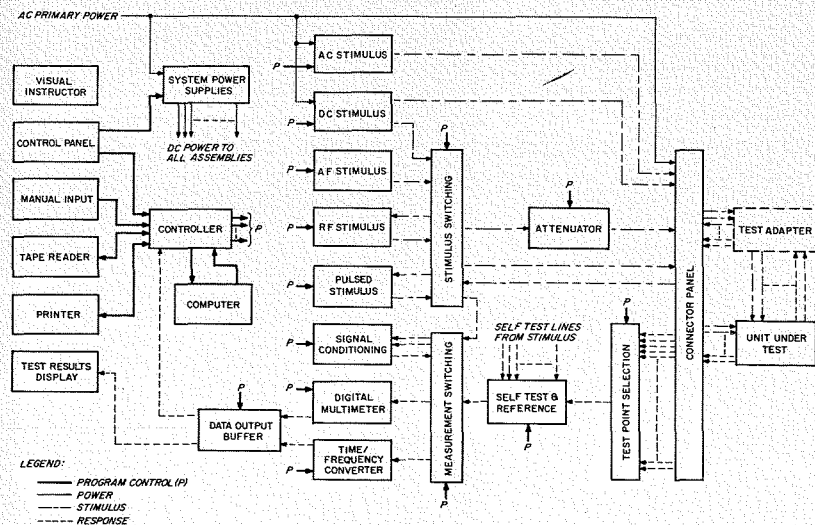 AC PRIMARY POWER
VISUAL
INSTRUCTOR
SYSTEM POWER
SUPPLIES
P
AC STIMULUS
CONTROL PANEL
DC POWER TO
ALL ASSEMBLIES
P
DC STIMULUS
P
MANUAL INPUT
P
AF STIMULUS
P
CONTROLLER
P
P
RF STIMULUS
STIMULUS SWITCHING
ATTENUATOR
TEST ADAPTER
TAPE READER
COMPUTER
P
PULSED
STIMULUS
CONNECTOR PANEL
PRINTER
P
SIGNAL
CONDITIONING
SELF TEST LINES
FROM STIMULUS
P
UNIT UNDER
TEST
TEST RESULTS
DISPLAY
P
P
DIGITAL
MULTIMETER
MEASUREMENT SWITCHING
SELF TEST &
REFERENCE
TEST POINT SELECTION
DATA OUTPUT
BUFFER
P
P
TIME/
FREQUENCY
CONVERTER
P
LEGEND:
PROGRAM CONTROL (P)
POWER
STIMULUS
RESPONSE